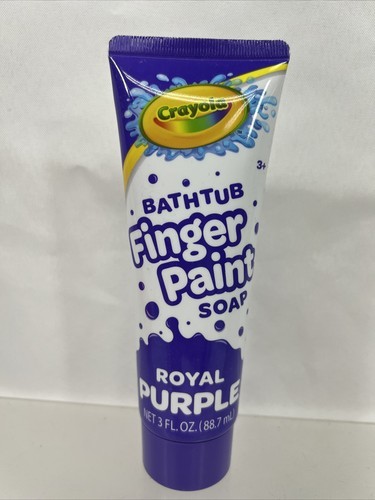 Crayola
3+
BATHTUB
Finger
Paint
SOAP
ROYAL
PURPLE
NET 3 FL. OZ. (88.7 mL)